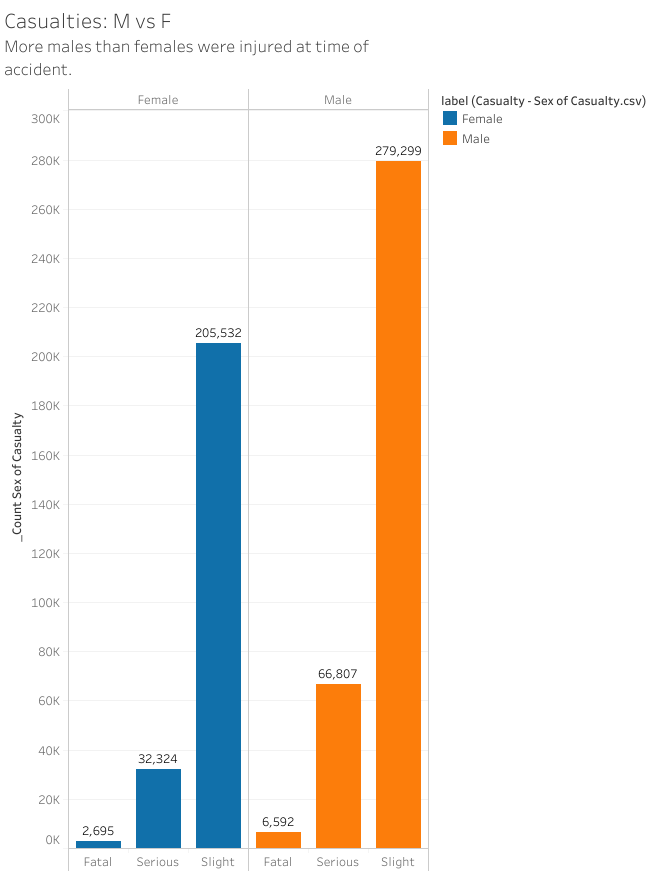 Casualties: M vs F
More males than females were injured at time of
accident.
Female
Male
label (Casualty - Sex of Casualty.csv)
Female
Male
300K
280K
260K
240K
220K
200K
180K
160K
140K
120K
100K
80K
60K
40K
20K
0K
_Count Sex of Casualty
2,695
32,324
205,532
6,592
66,807
279,299
Fatal
Serious
Slight
Fatal
Serious
Slight